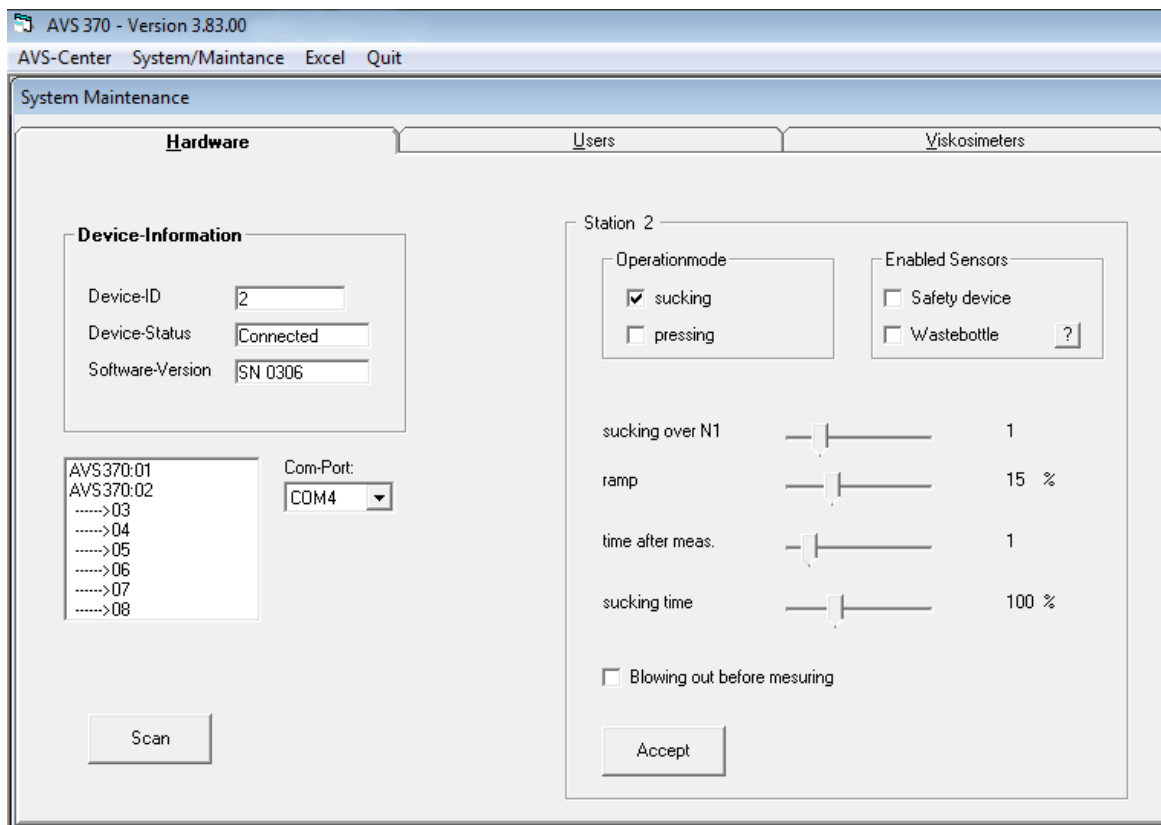 AVS 370 - Version 3.83.00
AVS-Center System/Maintance Excel Quit
System Maintenance
Hardware Users Viskosimeters
Device-Information
Device-ID 2
Device-Status Connected
Software-Version SN 0306
AVS370:01
AVS370:02
----->03
----->04
----->05
----->06
----->07
----->08
Com-Port:
COM4
Scan
Station 2
Operationmode
sucking
pressing
Enabled Sensors
Safety device
Wastebottle ?
sucking over N1 1
ramp 15 %
time after meas. 1
sucking time 100 %
Blowing out before mesuring
Accept